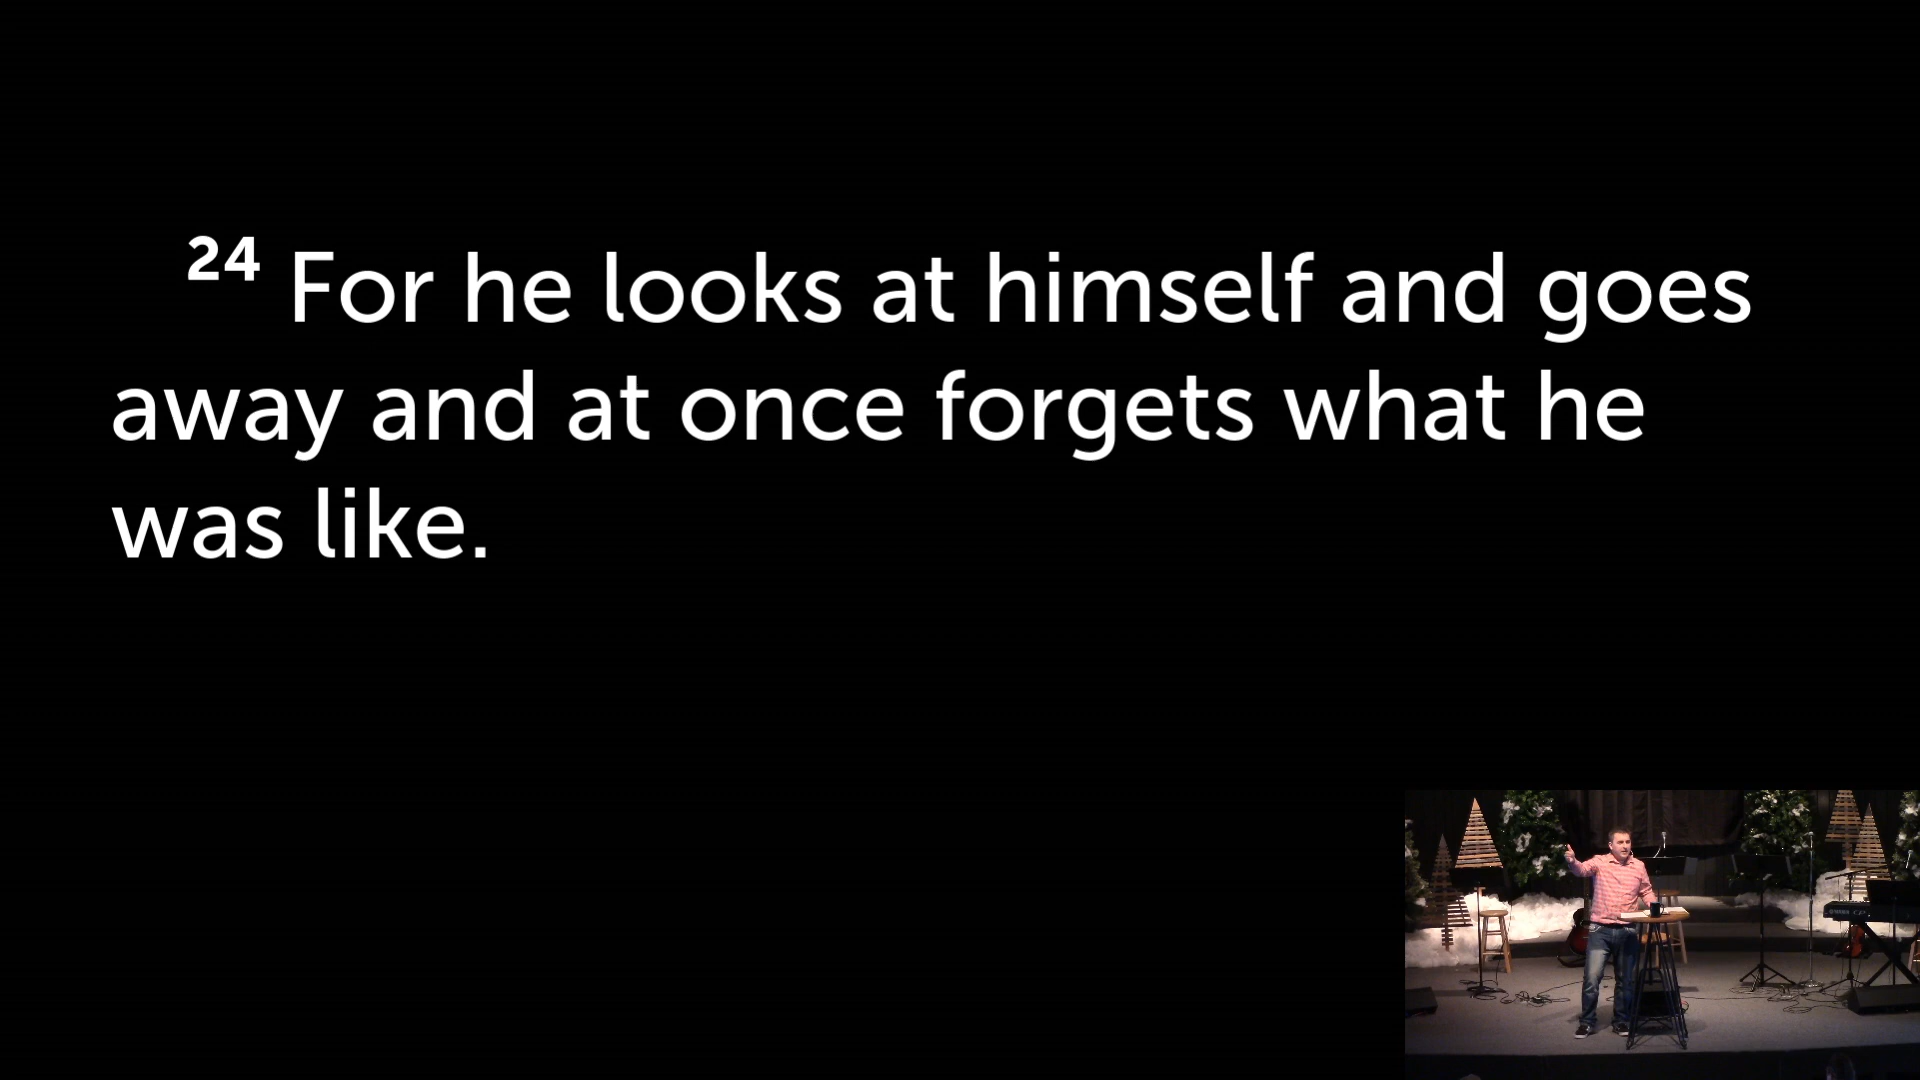 24 For he looks at himself and goes
away and at once forgets what he
was like.